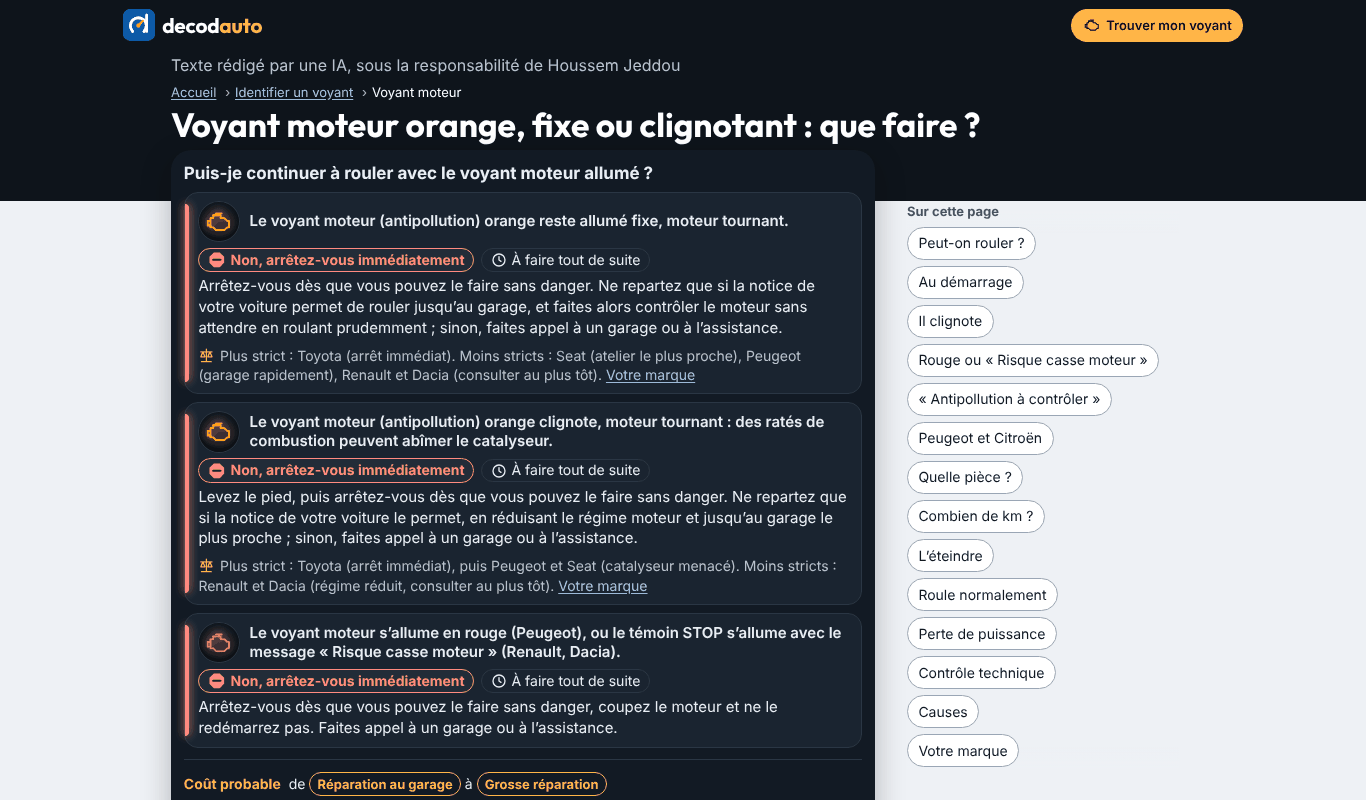 decodauto
Trouver mon voyant
Texte rédigé par une IA, sous la responsabilité de Houssem Jeddou
Accueil › Identifier un voyant › Voyant moteur
Voyant moteur orange, fixe ou clignotant : que faire ?
Puis-je continuer à rouler avec le voyant moteur allumé ?
Le voyant moteur (antipollution) orange reste allumé fixe, moteur tournant.
Non, arrêtez-vous immédiatement
À faire tout de suite
Arrêtez-vous dès que vous pouvez le faire sans danger. Ne repartez que si la notice de
votre voiture permet de rouler jusqu’au garage, et faites alors contrôler le moteur sans
attendre en roulant prudemment ; sinon, faites appel à un garage ou à l’assistance.
Plus strict : Toyota (arrêt immédiat). Moins stricts : Seat (atelier le plus proche), Peugeot
(garage rapidement), Renault et Dacia (consulter au plus tôt). Votre marque
Le voyant moteur (antipollution) orange clignote, moteur tournant : des ratés de
combustion peuvent abîmer le catalyseur.
Non, arrêtez-vous immédiatement
À faire tout de suite
Levez le pied, puis arrêtez-vous dès que vous pouvez le faire sans danger. Ne repartez que
si la notice de votre voiture le permet, en réduisant le régime moteur et jusqu’au garage le
plus proche ; sinon, faites appel à un garage ou à l’assistance.
Plus strict : Toyota (arrêt immédiat), puis Peugeot et Seat (catalyseur menacé). Moins stricts :
Renault et Dacia (régime réduit, consulter au plus tôt). Votre marque
Le voyant moteur s’allume en rouge (Peugeot), ou le témoin STOP s’allume avec le
message « Risque casse moteur » (Renault, Dacia).
Non, arrêtez-vous immédiatement
À faire tout de suite
Arrêtez-vous dès que vous pouvez le faire sans danger, coupez le moteur et ne le
redémarrez pas. Faites appel à un garage ou à l’assistance.
Coût probable de Réparation au garage à Grosse réparation
Sur cette page
Peut-on rouler ?
Au démarrage
Il clignote
Rouge ou « Risque casse moteur »
« Antipollution à contrôler »
Peugeot et Citroën
Quelle pièce ?
Combien de km ?
L’éteindre
Roule normalement
Perte de puissance
Contrôle technique
Causes
Votre marque